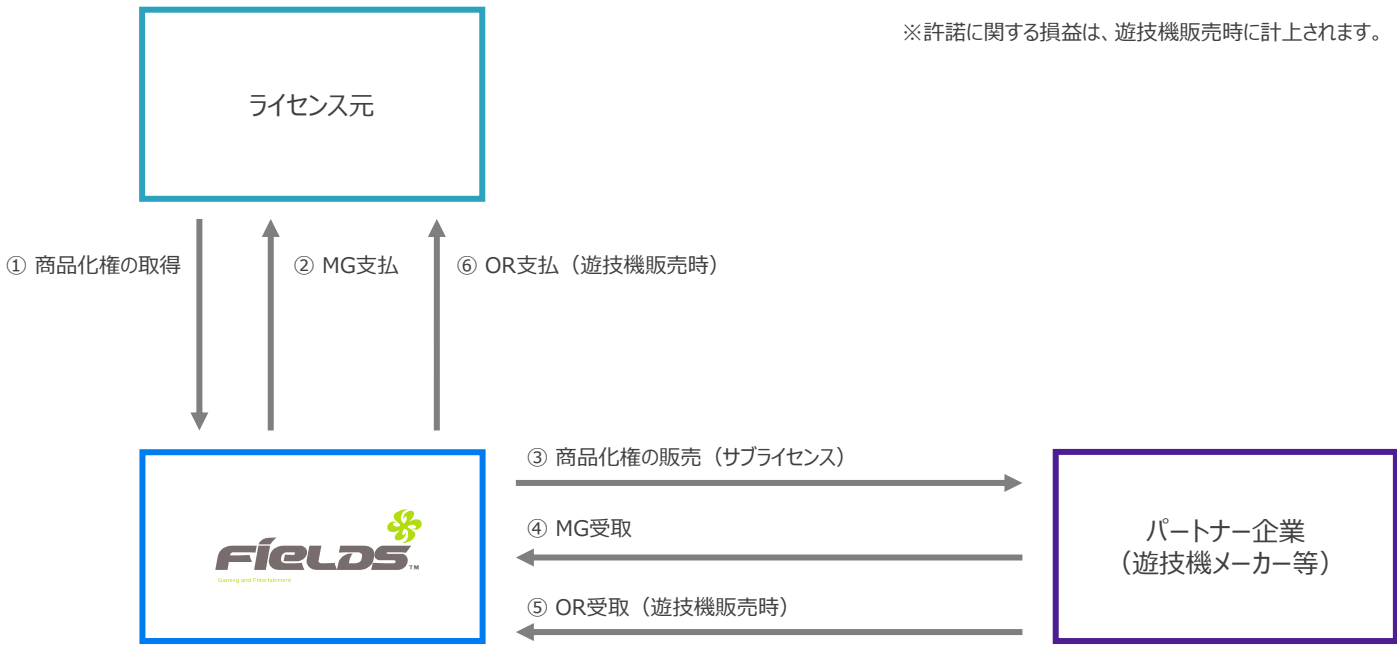 ※許諾に関する損益は、遊技機販売時に計上されます。
ライセンス元
① 商品化権の取得
② MG支払
⑥ OR支払（遊技機販売時）
③ 商品化権の販売（サブライセンス）
④ MG受取
⑤ OR受取（遊技機販売時）
FIELDS™
Gaming and Entertainment
パートナー企業
（遊技機メーカー等）